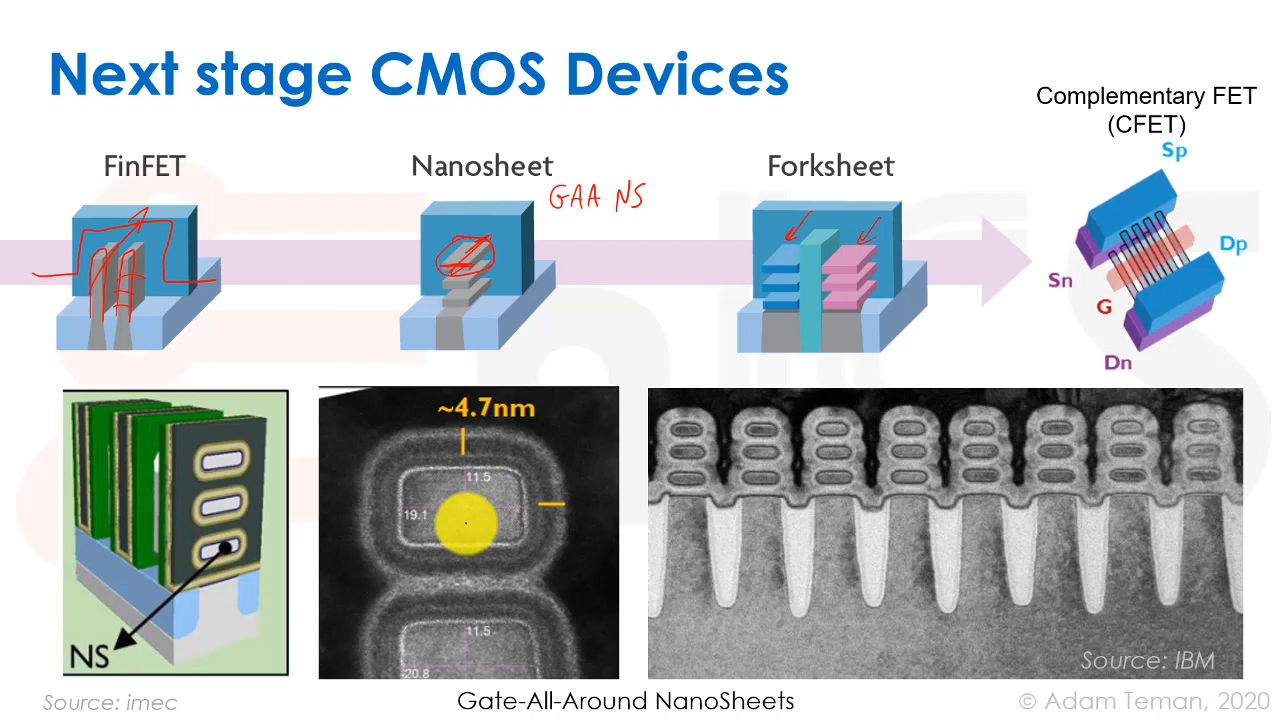 Next stage CMOS Devices
Complementary FET
(CFET)
FinFET
Nanosheet
Forksheet
GAA NS
Sp
Dp
Sn
G
Dn
~4.7nm
11.5
19.1
11.5
20.8
NS
Source: IBM
Source: imec
Gate-All-Around NanoSheets
© Adam Teman, 2020